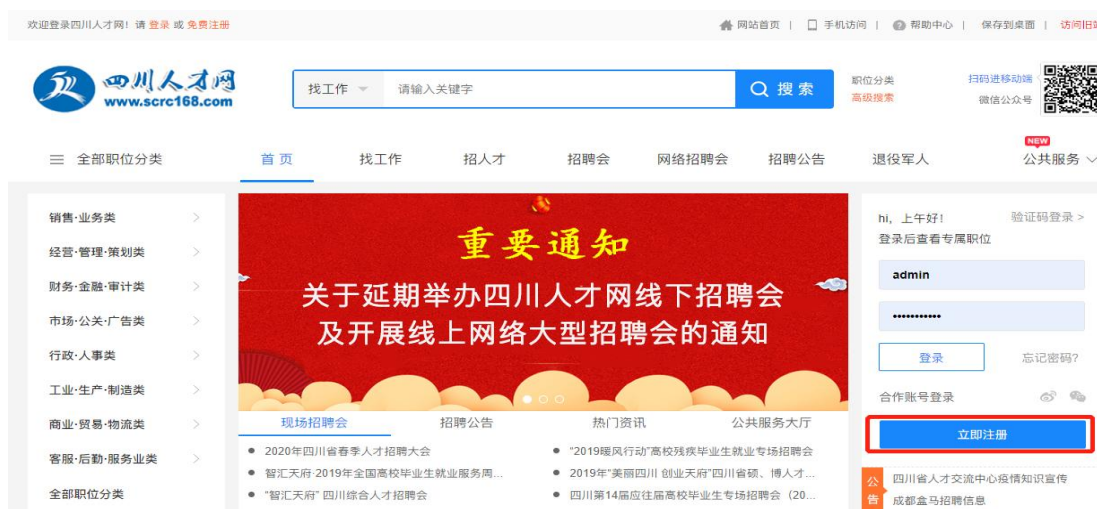 欢迎登录四川人才网！请 登录 或 免费注册
网站首页 | 手机访问 | 帮助中心 | 保存到桌面 | 访问旧
四川人才网
www.scrc168.com
找工作
请输入关键字
搜索
职位分类
高级搜索
扫码进移动端
微信公众号
全部职位分类
首页
找工作
招人才
招聘会
网络招聘会
招聘公告
退役军人
NEW
公共服务
销售·业务类
经营·管理·策划类
财务·金融·审计类
市场·公关·广告类
行政·人事类
工业·生产·制造类
商业·贸易·物流类
客服·后勤·服务业类
全部职位分类
重要通知
关于延期举办四川人才网线下招聘会
及开展线上网络大型招聘会的通知
现场招聘会
招聘公告
热门资讯
公共服务大厅
2020年四川省春季人才招聘大会
智汇天府·2019年全国高校毕业生就业服务周...
“智汇天府” 四川综合人才招聘会
“2019暖风行动”高校残疾毕业生就业专场招聘会
2019年“美丽四川 创业天府”四川省硕、博人才...
四川第14届应往届高校毕业生专场招聘会（20...
hi，上午好！
验证码登录 >
登录后查看专属职位
admin
•••••••••••
登录
忘记密码?
合作账号登录
立即注册
公告
四川省人才交流中心疫情知识宣传
成都盒马招聘信息